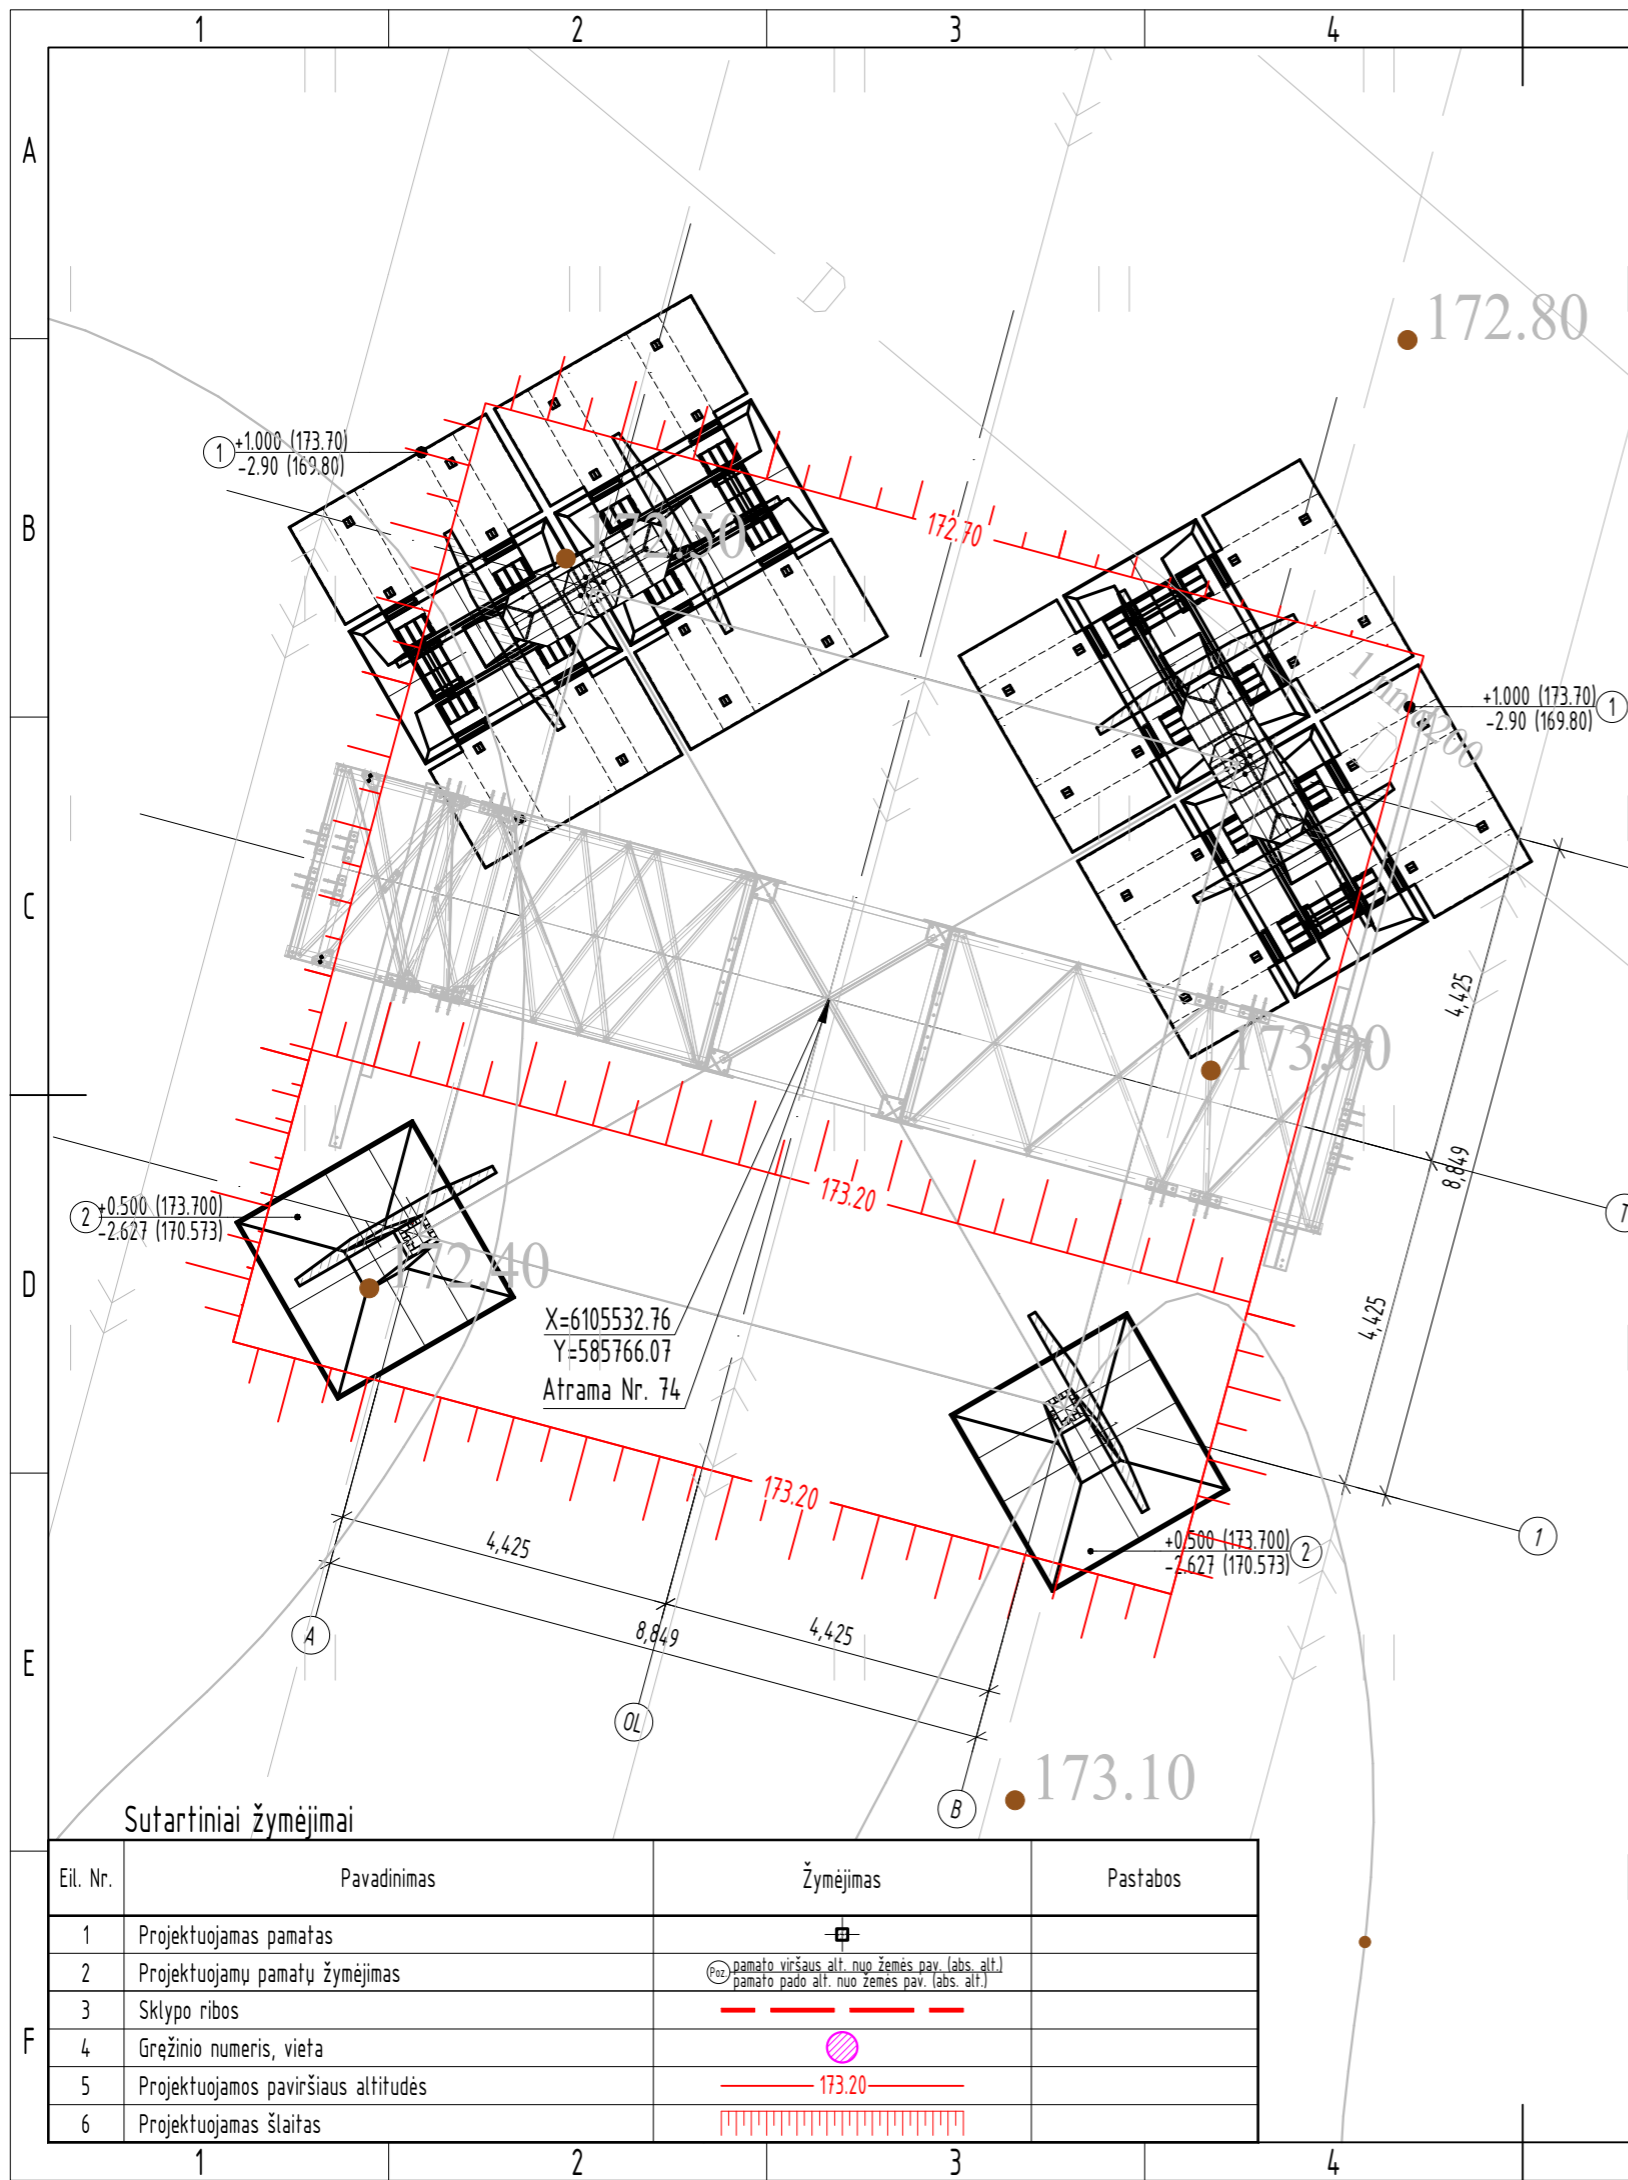 1 2 3 4
A
B
C
D
E
F
172.80
1 +1.000 (173.70)
-2.90 (169.80)
172.50
172.70
+1.000 (173.70) 1
-2.90 (169.80)
4,425
173.00
8,849
173.20
T
2 +0.500 (173.700)
-2.627 (170.573)
172.40
X=6105532.76
Y=585766.07
Atrama Nr. 74
4,425
173.20
+0.500 (173.700) 2
-2.627 (170.573)
1
4,425
8,849
4,425
A
OL
B
173.10
Sutartiniai žymėjimai
Eil. Nr. Pavadinimas Žymėjimas Pastabos
1 Projektuojamas pamatas
2 Projektuojamų pamatų žymėjimas Poz. pamato viršaus alt. nuo žemės pav. (abs. alt.)
pamato pado alt. nuo žemės pav. (abs. alt.)
3 Sklypo ribos
4 Gręžinio numeris, vieta
5 Projektuojamos paviršiaus altitudės 173.20
6 Projektuojamas šlaitas
1 2 3 4